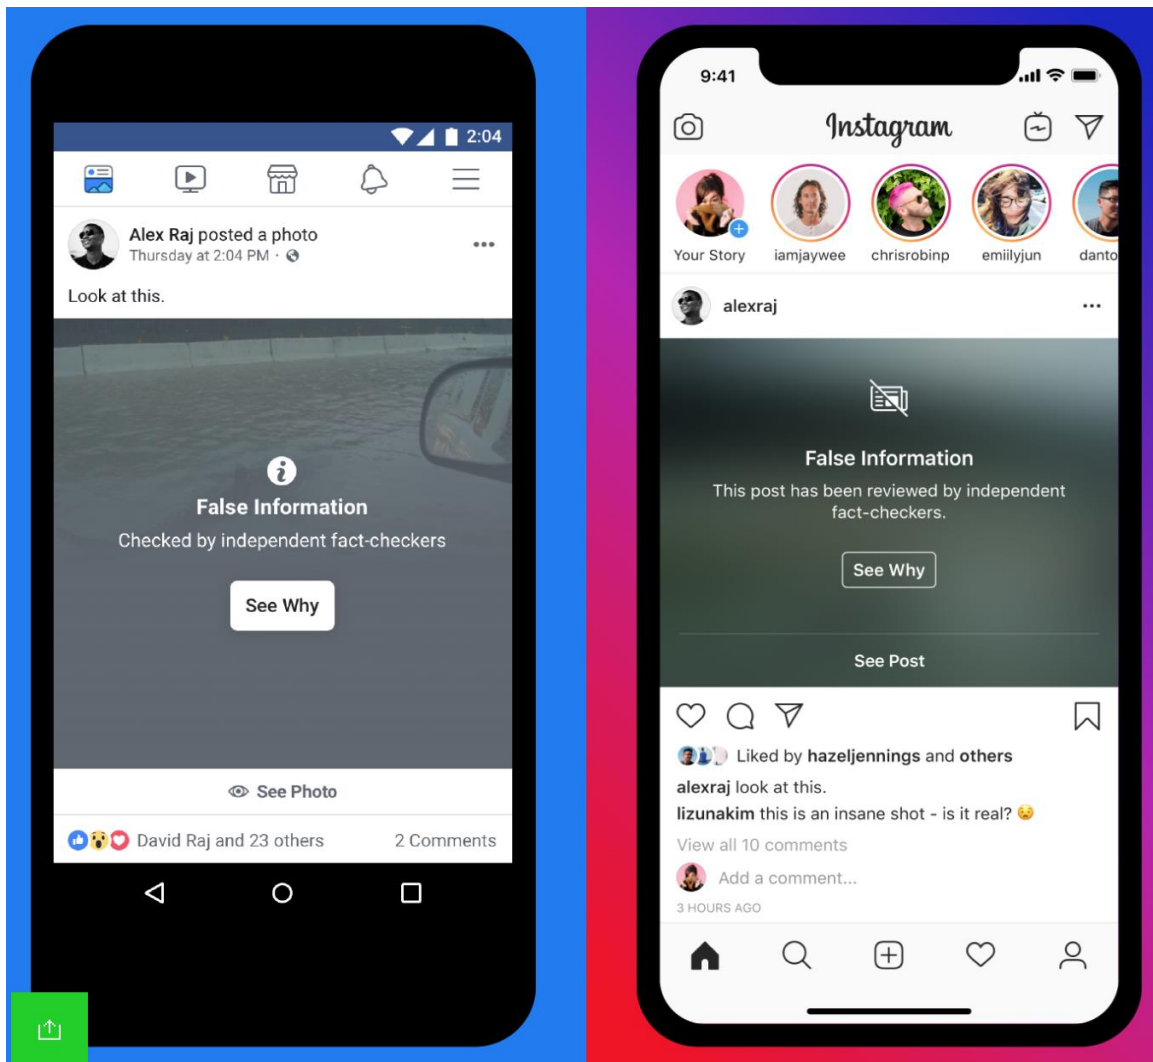 2:04
Alex Raj posted a photo
Thursday at 2:04 PM ·
Look at this.
False Information
Checked by independent fact-checkers
See Why
See Photo
David Raj and 23 others
2 Comments
9:41
Instagram
Your Story
iamjaywee
chrisrobinp
emiilyjun
danto
alexraj
False Information
This post has been reviewed by independent
fact-checkers.
See Why
See Post
Liked by hazeljennings and others
alexraj look at this.
lizunakim this is an insane shot - is it real? 😟
View all 10 comments
Add a comment...
3 HOURS AGO